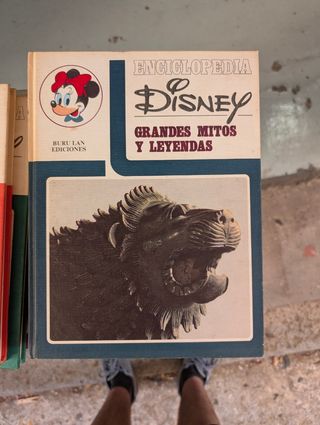 ENCICLOPEDIA
DISNEY
GRANDES MITOS
Y LEYENDAS
BURU LAN
EDICIONES
A